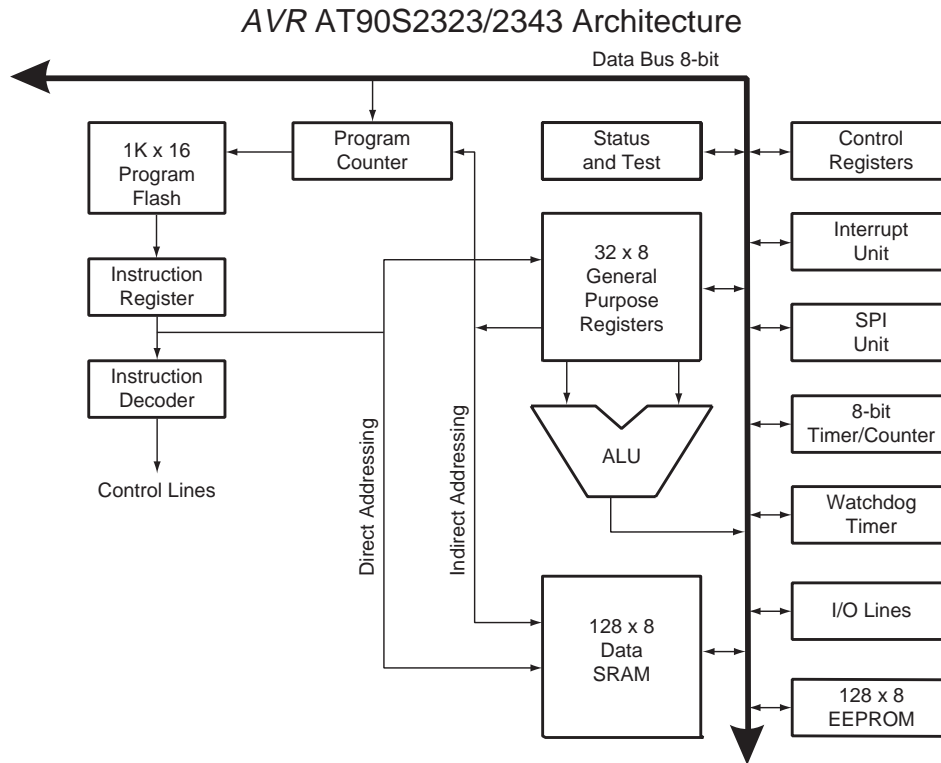 AVR AT90S2323/2343 Architecture
Data Bus 8-bit
1K x 16
Program
Flash
Program
Counter
Status
and Test
Control
Registers
Instruction
Register
32 x 8
General
Purpose
Registers
Interrupt
Unit
SPI
Unit
Instruction
Decoder
Control Lines
Direct Addressing
Indirect Addressing
ALU
8-bit
Timer/Counter
Watchdog
Timer
128 x 8
Data
SRAM
I/O Lines
128 x 8
EEPROM